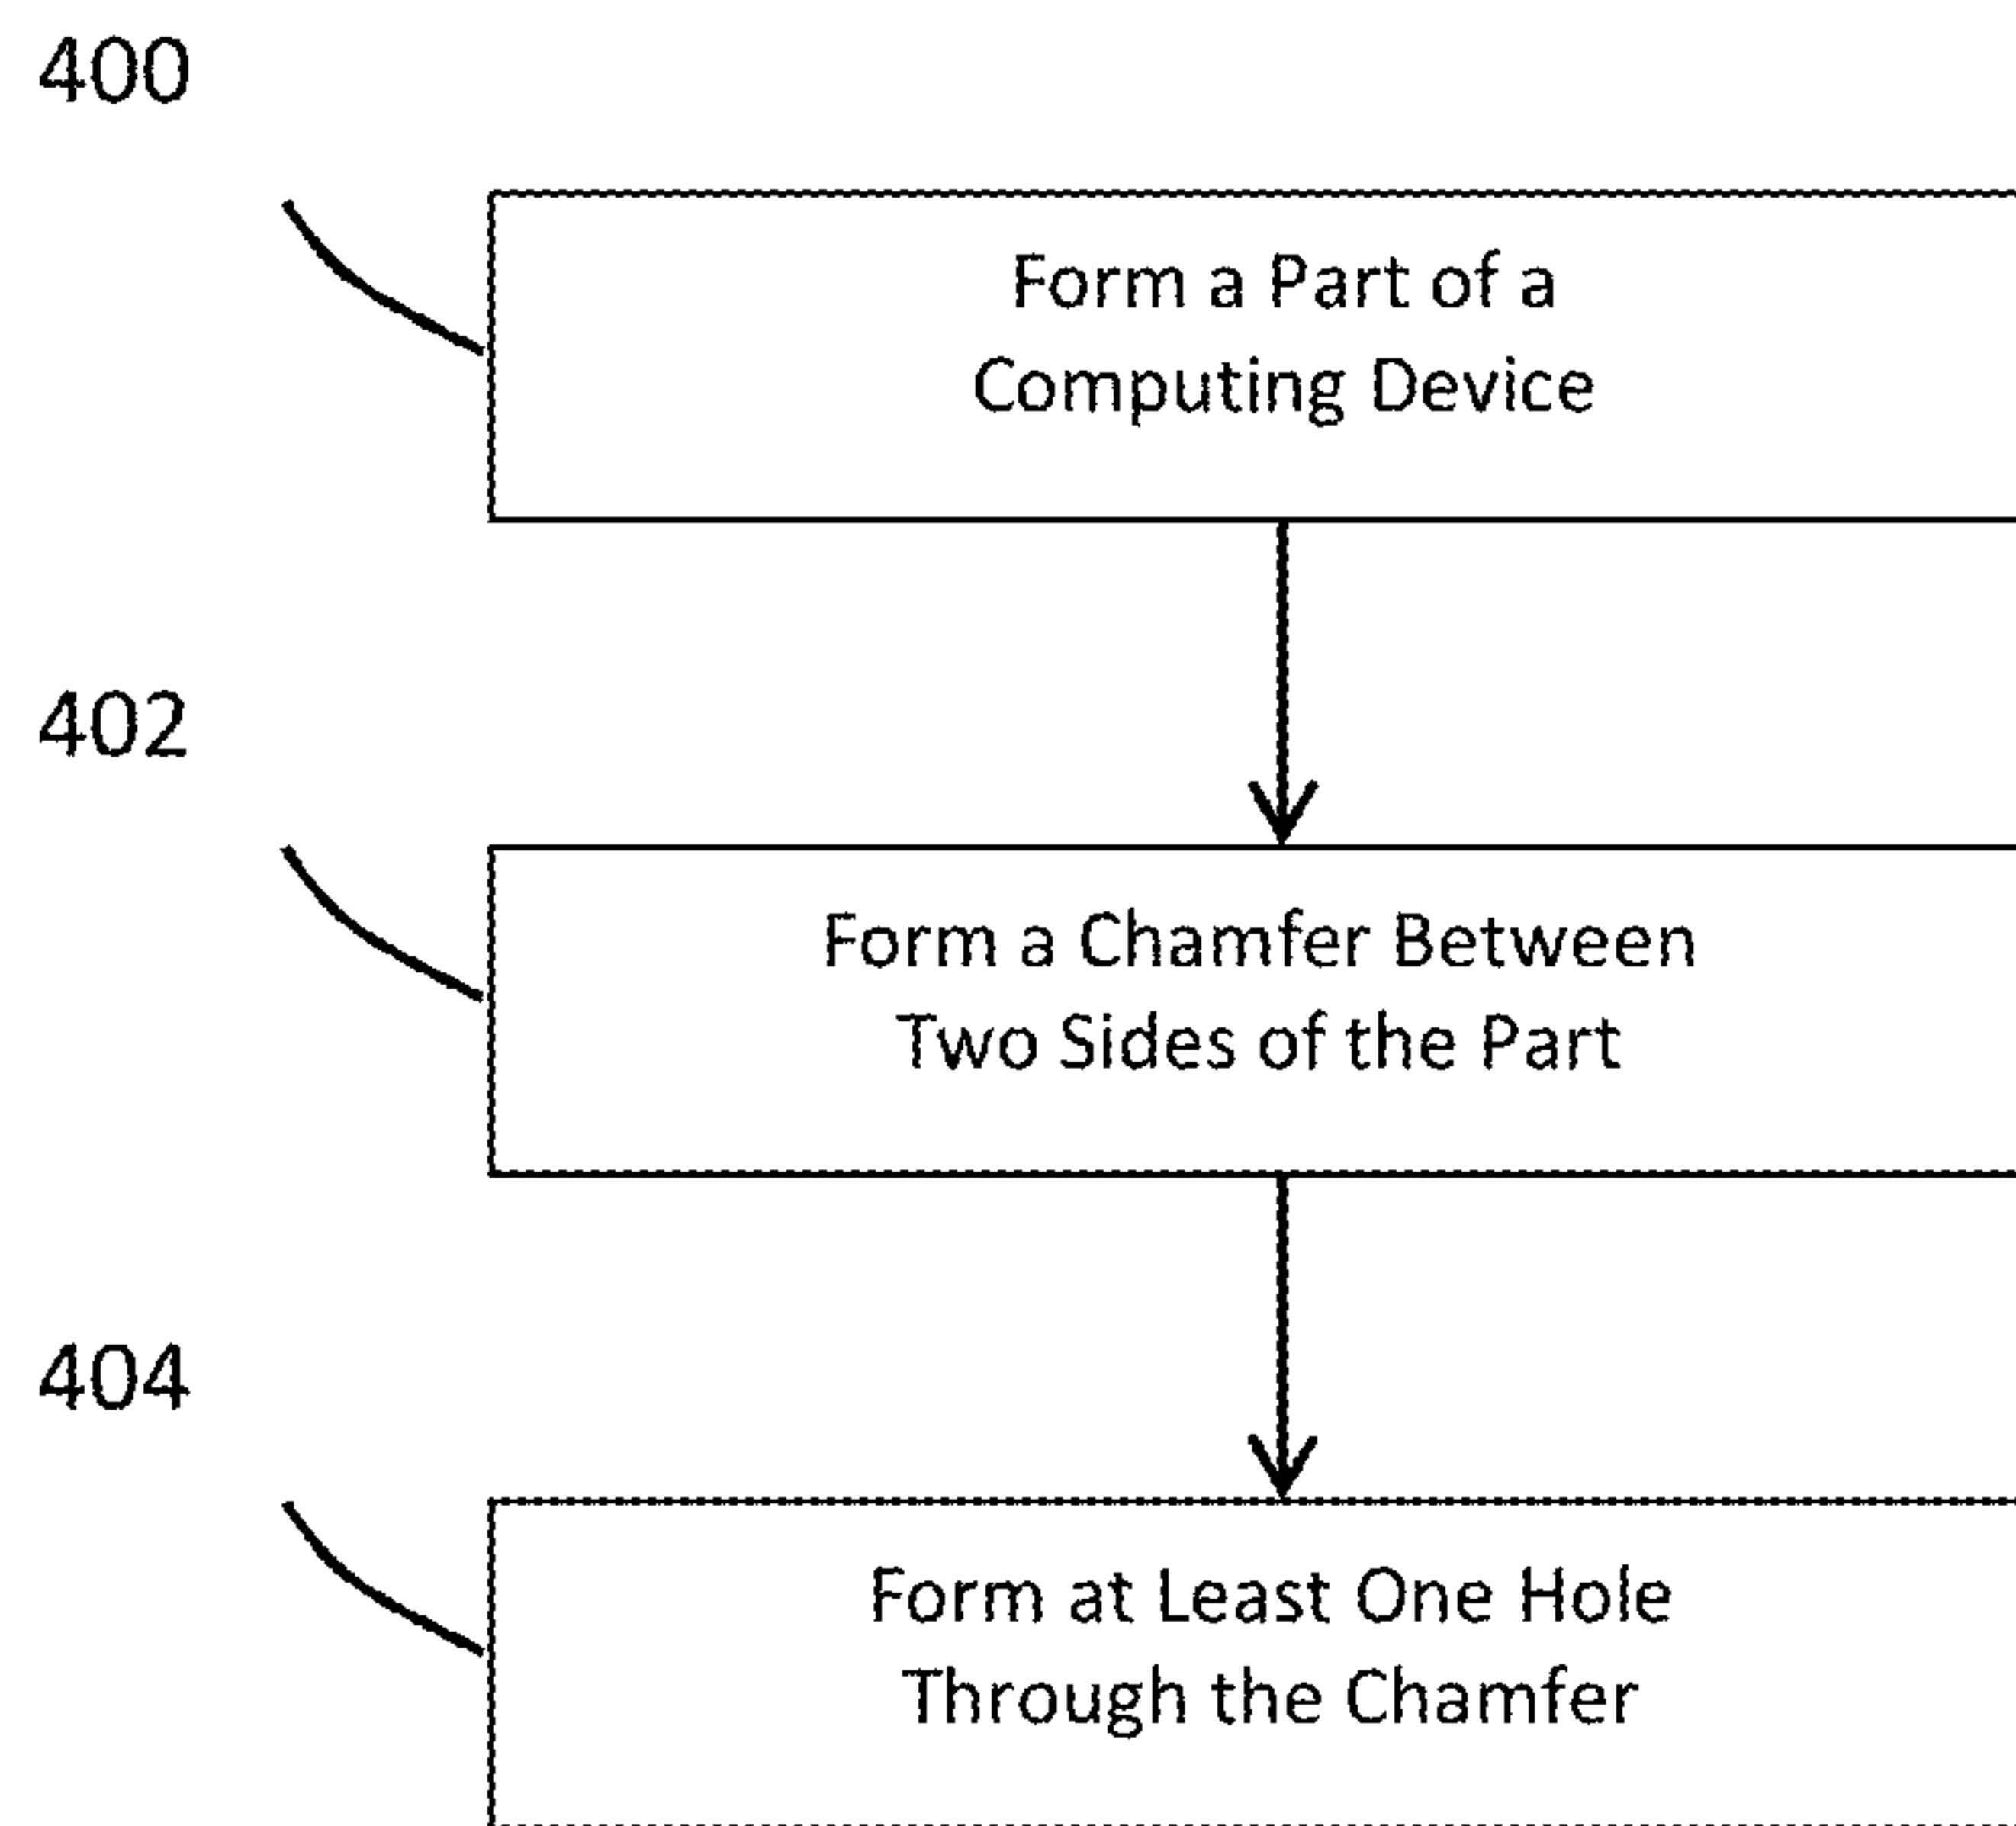 400
Form a Part of a
Computing Device
402
Form a Chamfer Between
Two Sides of the Part
404
Form at Least One Hole
Through the Chamfer